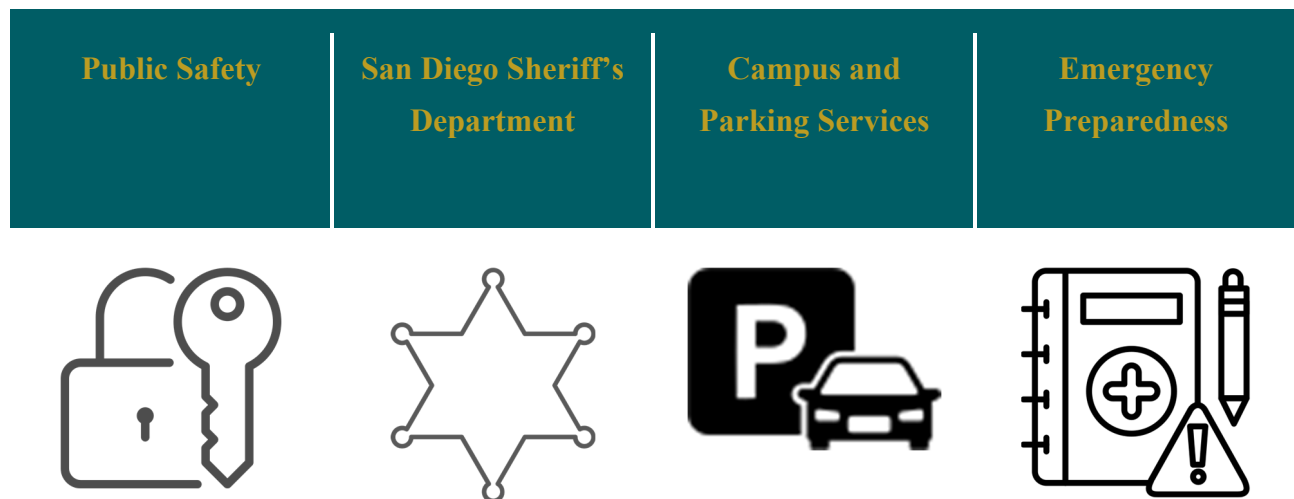 Public Safety
San Diego Sheriff’s
Department
Campus and
Parking Services
Emergency
Preparedness
P